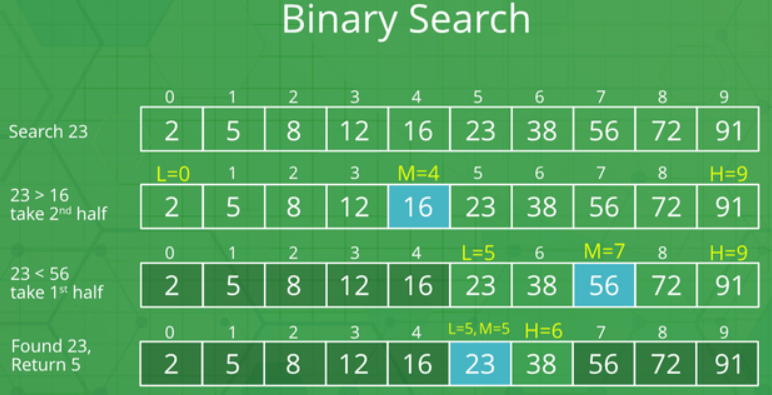 Binary Search
0 1 2 3 4 5 6 7 8 9
Search 23 2 5 8 12 16 23 38 56 72 91
L=0 1 2 3 M=4 5 6 7 8 H=9
23 > 16
take 2nd half 2 5 8 12 16 23 38 56 72 91
0 1 2 3 4 L=5 6 M=7 8 H=9
23 < 56
take 1st half 2 5 8 12 16 23 38 56 72 91
0 1 2 3 4 L=5, M=5 H=6 7 8 9
Found 23,
Return 5 2 5 8 12 16 23 38 56 72 91